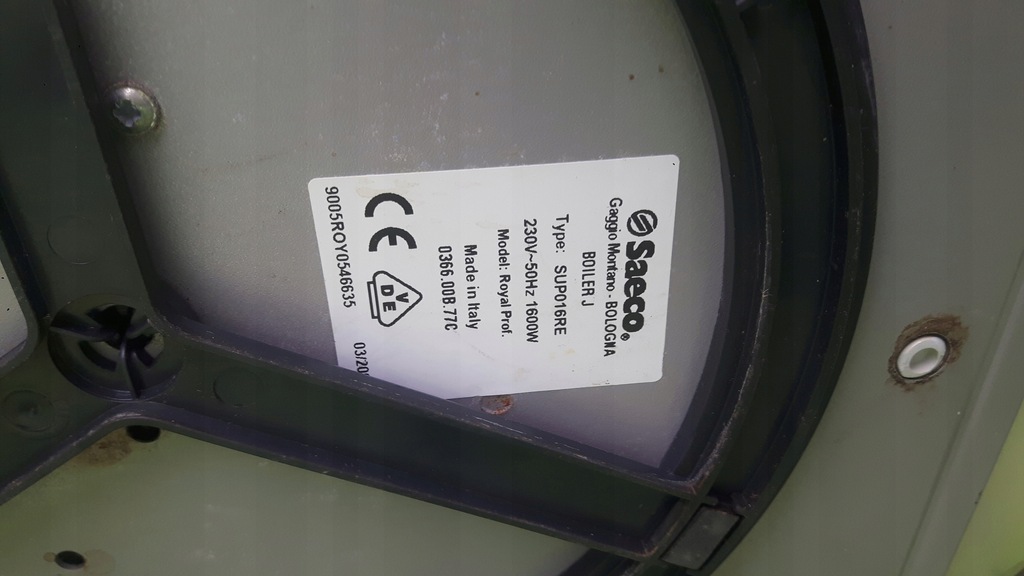 Saeco®
Gaggio Montano - BOLOGNA
BOILER.J
Type: SUP016RE
230V~50Hz 1600W
Model: Royal Prof.
Made in Italy
0366.00B.77C
CE
VDE
9005ROY0546635